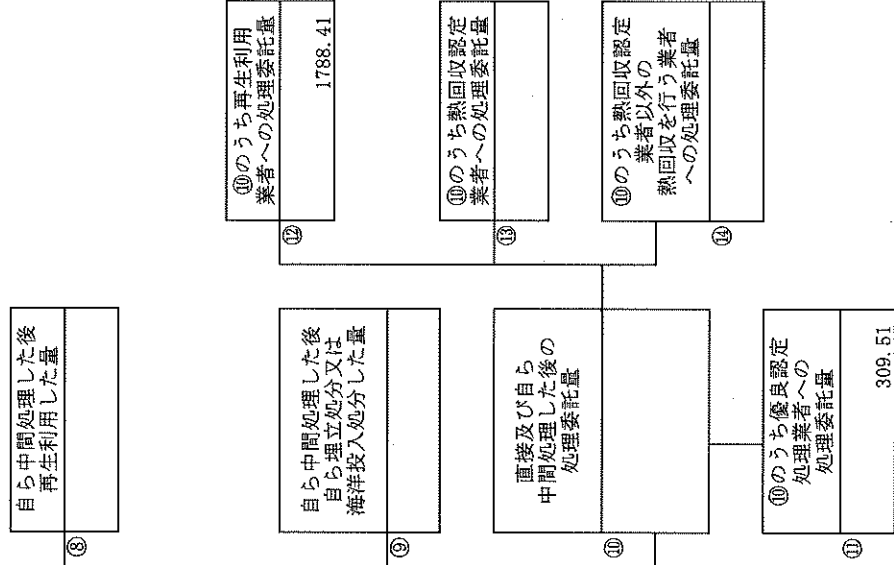 ⑧
自ら中間処理した後
再生利用した量
⑨
自ら中間処理した後
自ら埋立処分又は
海洋投入処分した量
⑩
直接及び自ら
中間処理した後の
処理委託量
⑪
⑩のうち優良認定
処理業者への
処理委託量
309.51
⑫
⑩のうち再生利用
業者への処理委託量
1788.41
⑬
⑩のうち熱回収認定
業者への処理委託量
⑭
⑩のうち熱回収認定
業者以外の
熱回収を行う業者
への処理委託量